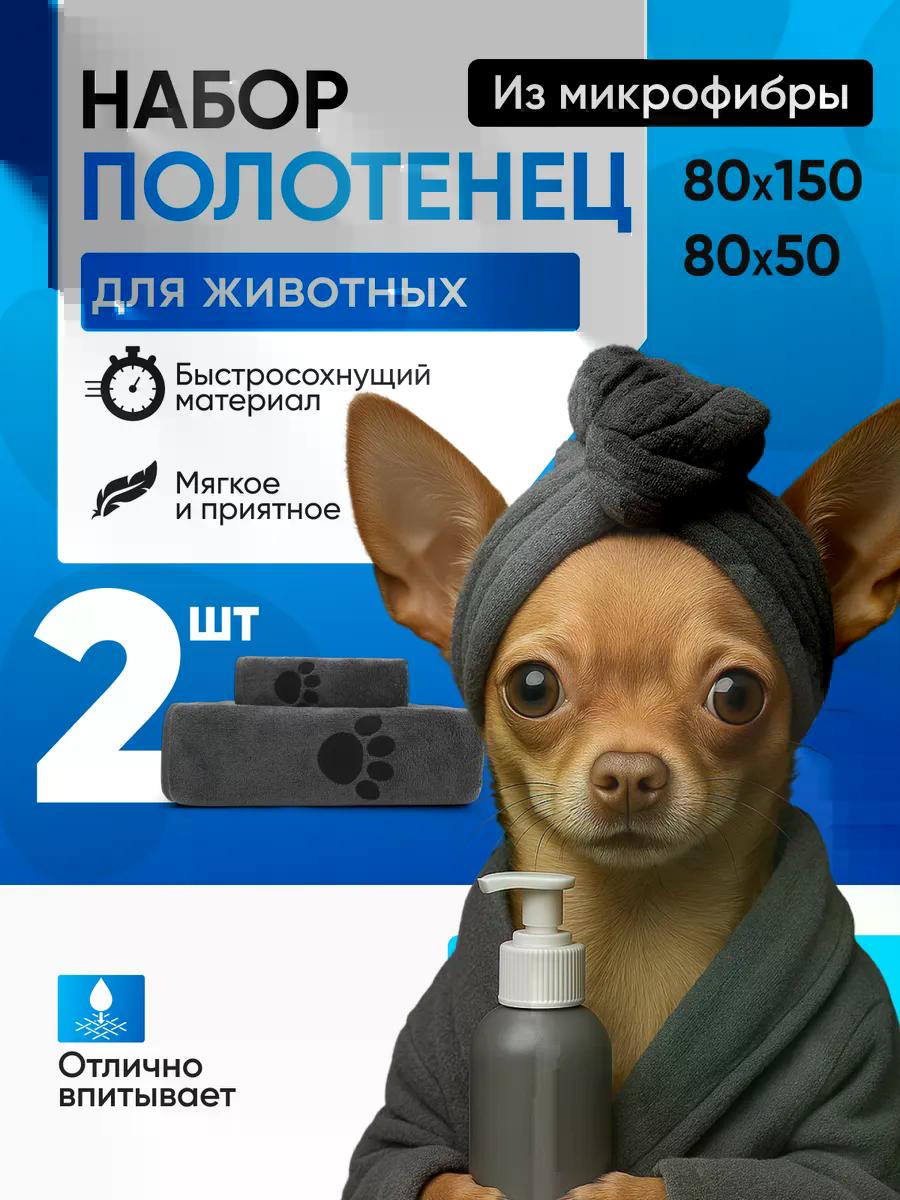 НАБОР
ПОЛОТЕНЕЦ
для животных
Из микрофибры
80x150
80x50
Быстросохнущий
материал
Мягкое
и приятное
2 шт
Отлично
впитывает